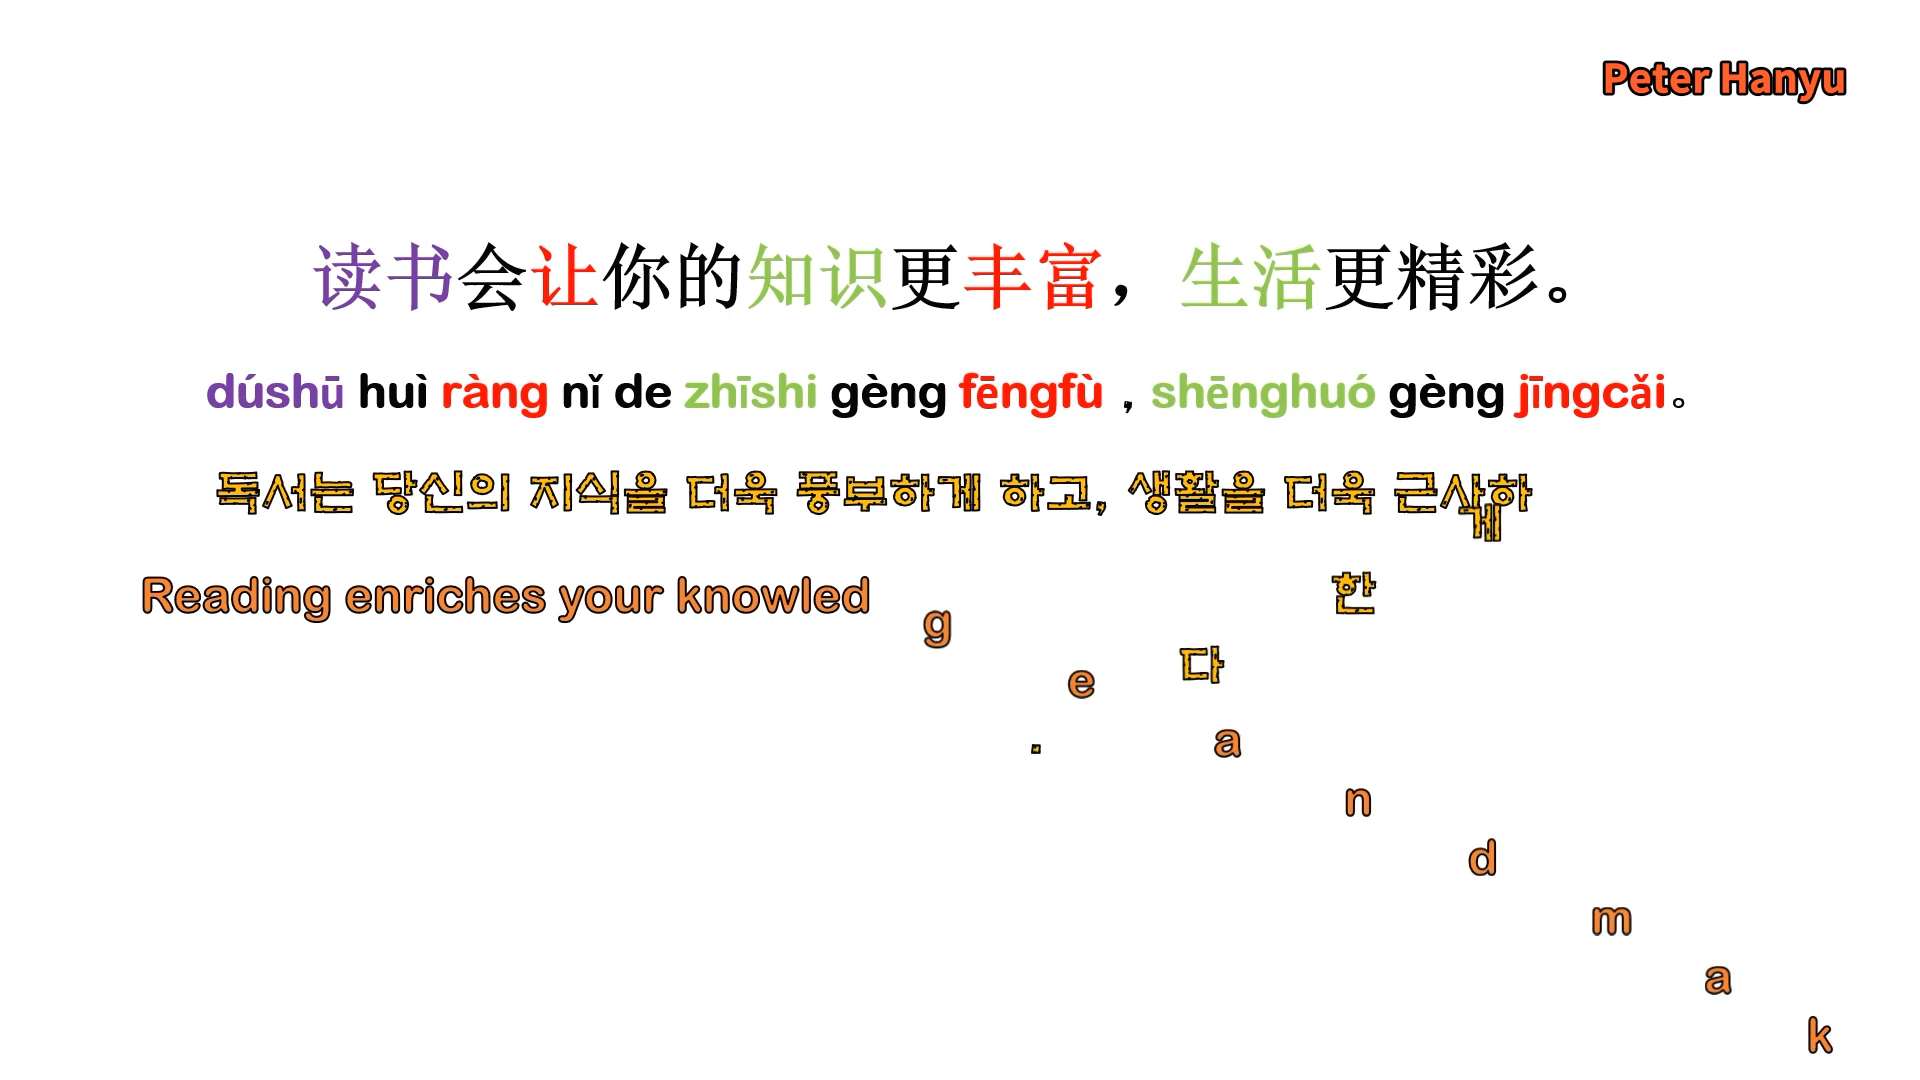 Peter Hanyu
读书会让你的知识更丰富，生活更精彩。
dúshū huì ràng nǐ de zhīshi gèng fēngfù，shēnghuó gèng jīngcǎi。
독서는 당신의 지식을 더욱 풍부하게 하고, 생활을 더욱 근사하게 한다.
Reading enriches your knowledge and mak